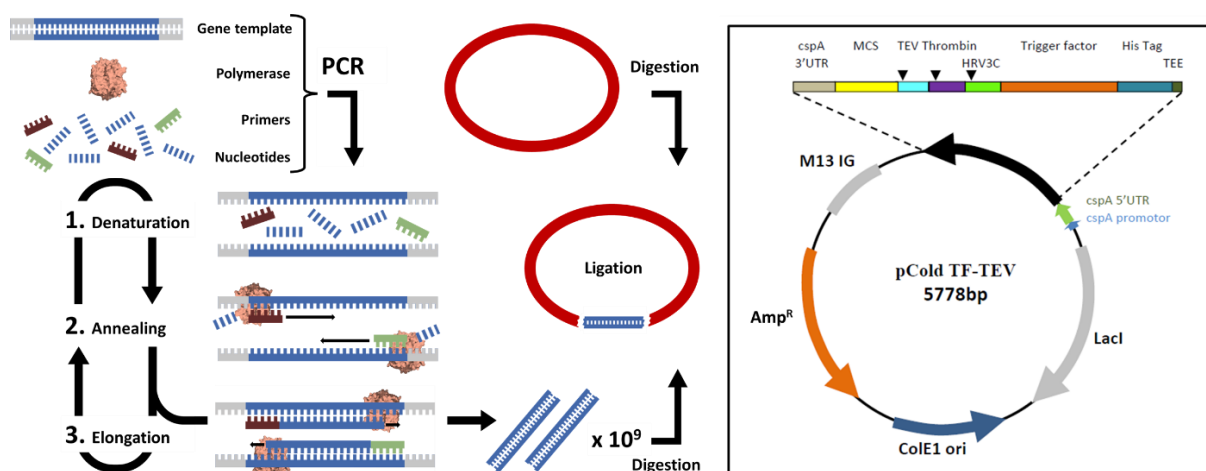 Gene template
Polymerase
Primers
Nucleotides
PCR
1. Denaturation
2. Annealing
3. Elongation
x 10⁹
Digestion
Digestion
Ligation
cspA MCS TEV Thrombin Trigger factor His Tag
3'UTR HRV3C TEE
M13 IG
cspA 5'UTR
cspA promotor
pCold TF-TEV
5778bp
Ampᴿ
LacI
ColE1 ori